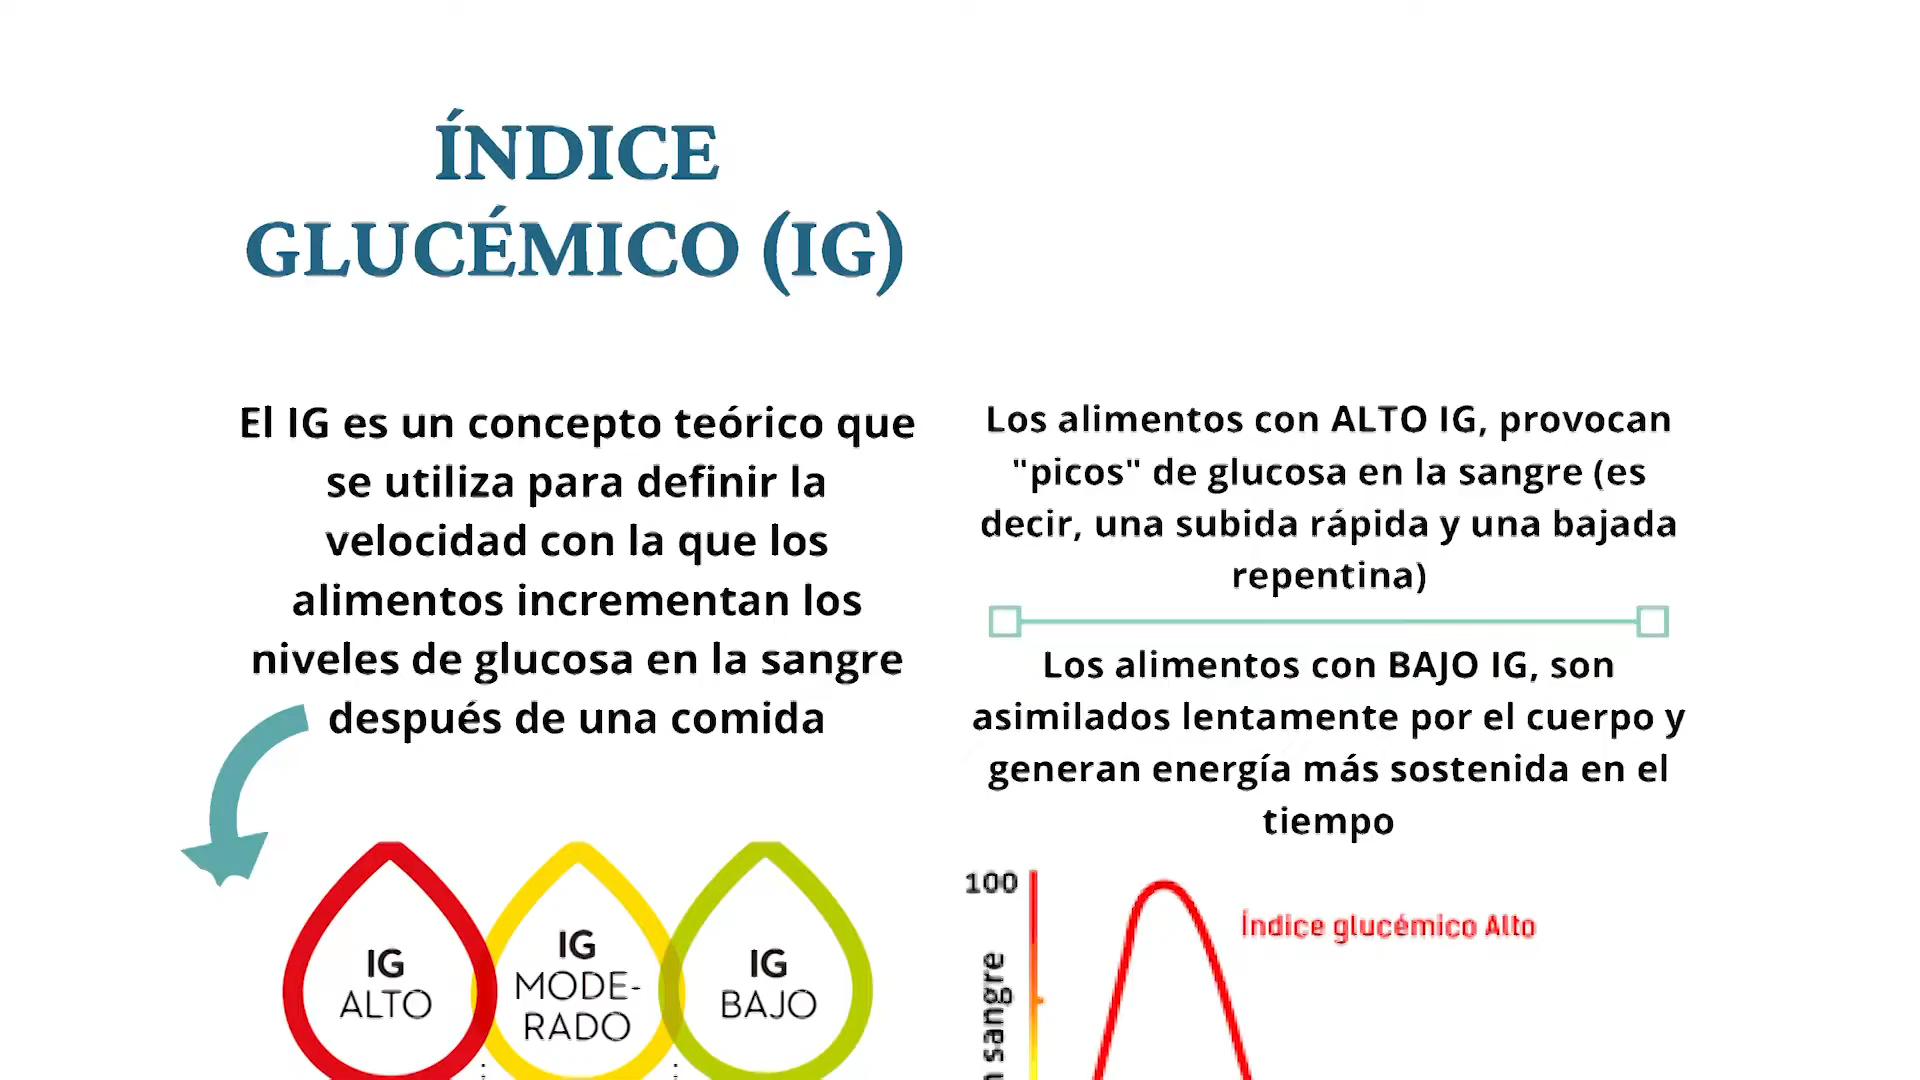 ÍNDICE
GLUCÉMICO (IG)
El IG es un concepto teórico que
se utiliza para definir la
velocidad con la que los
alimentos incrementan los
niveles de glucosa en la sangre
después de una comida
IG
ALTO
IG
MODE-
RADO
IG
BAJO
Los alimentos con ALTO IG, provocan
"picos" de glucosa en la sangre (es
decir, una subida rápida y una bajada
repentina)
Los alimentos con BAJO IG, son
asimilados lentamente por el cuerpo y
generan energía más sostenida en el
tiempo
100
Índice glucémico Alto
sangre